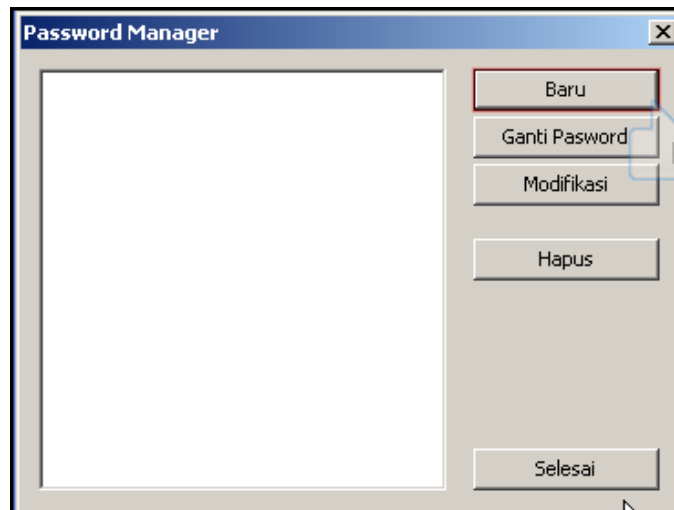 Password Manager
Baru
Ganti Pasword
Modifikasi
Hapus
Selesai